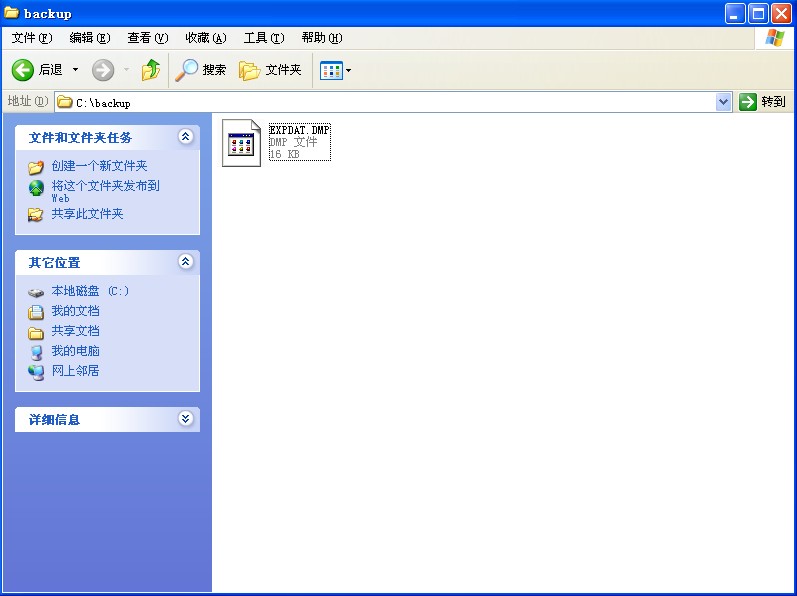 backup
文件(F) 编辑(E) 查看(V) 收藏(A) 工具(T) 帮助(H)
后退 搜索 文件夹
地址(D) C:\backup 转到
文件和文件夹任务
创建一个新文件夹
将这个文件夹发布到
Web
共享此文件夹
其它位置
本地磁盘 (C:)
我的文档
共享文档
我的电脑
网上邻居
详细信息
EXPDAT.DMP
DMP 文件
16 KB